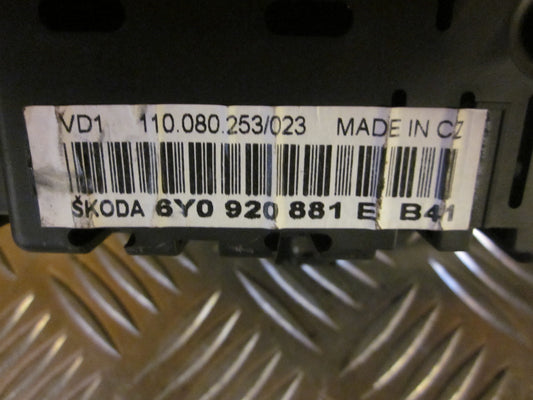 VD1 110.080.253/023 MADE IN CZ
ŠKODA 6Y0 920 881 E B41